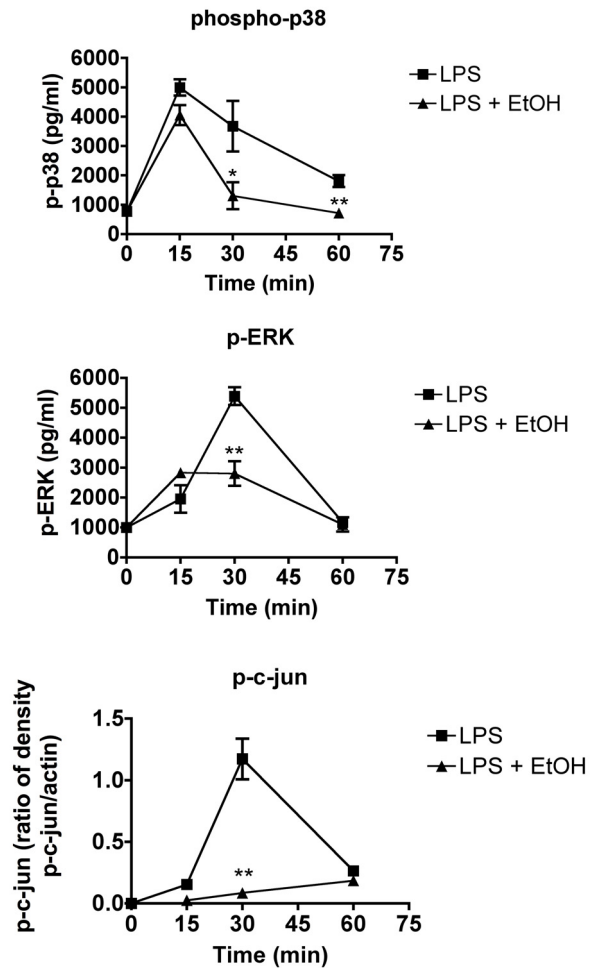 phospho-p38
6000
5000
4000
3000
2000
1000
0
p-p38 (pg/ml)
*
**
0 15 30 45 60 75
Time (min)
LPS
LPS + EtOH
p-ERK
6000
5000
4000
3000
2000
1000
0
p-ERK (pg/ml)
**
0 15 30 45 60 75
Time (min)
LPS
LPS + EtOH
p-c-jun
1.5
1.0
0.5
0.0
p-c-jun (ratio of density
p-c-jun/actin)
**
0 15 30 45 60 75
Time (min)
LPS
LPS + EtOH